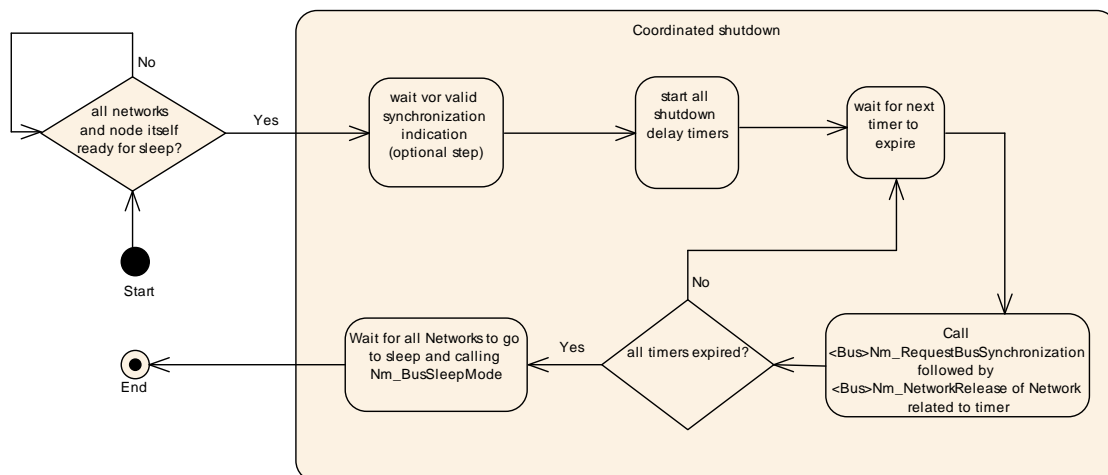 Coordinated shutdown
No
all networks
and node itself
ready for sleep?
Yes
wait vor valid
synchronization
indication
(optional step)
start all
shutdown
delay timers
wait for next
timer to
expire
Start
No
Call
<Bus>Nm_RequestBusSynchronization
followed by
<Bus>Nm_NetworkRelease of Network
related to timer
all timers expired?
Yes
Wait for all Networks to go
to sleep and calling
Nm_BusSleepMode
End